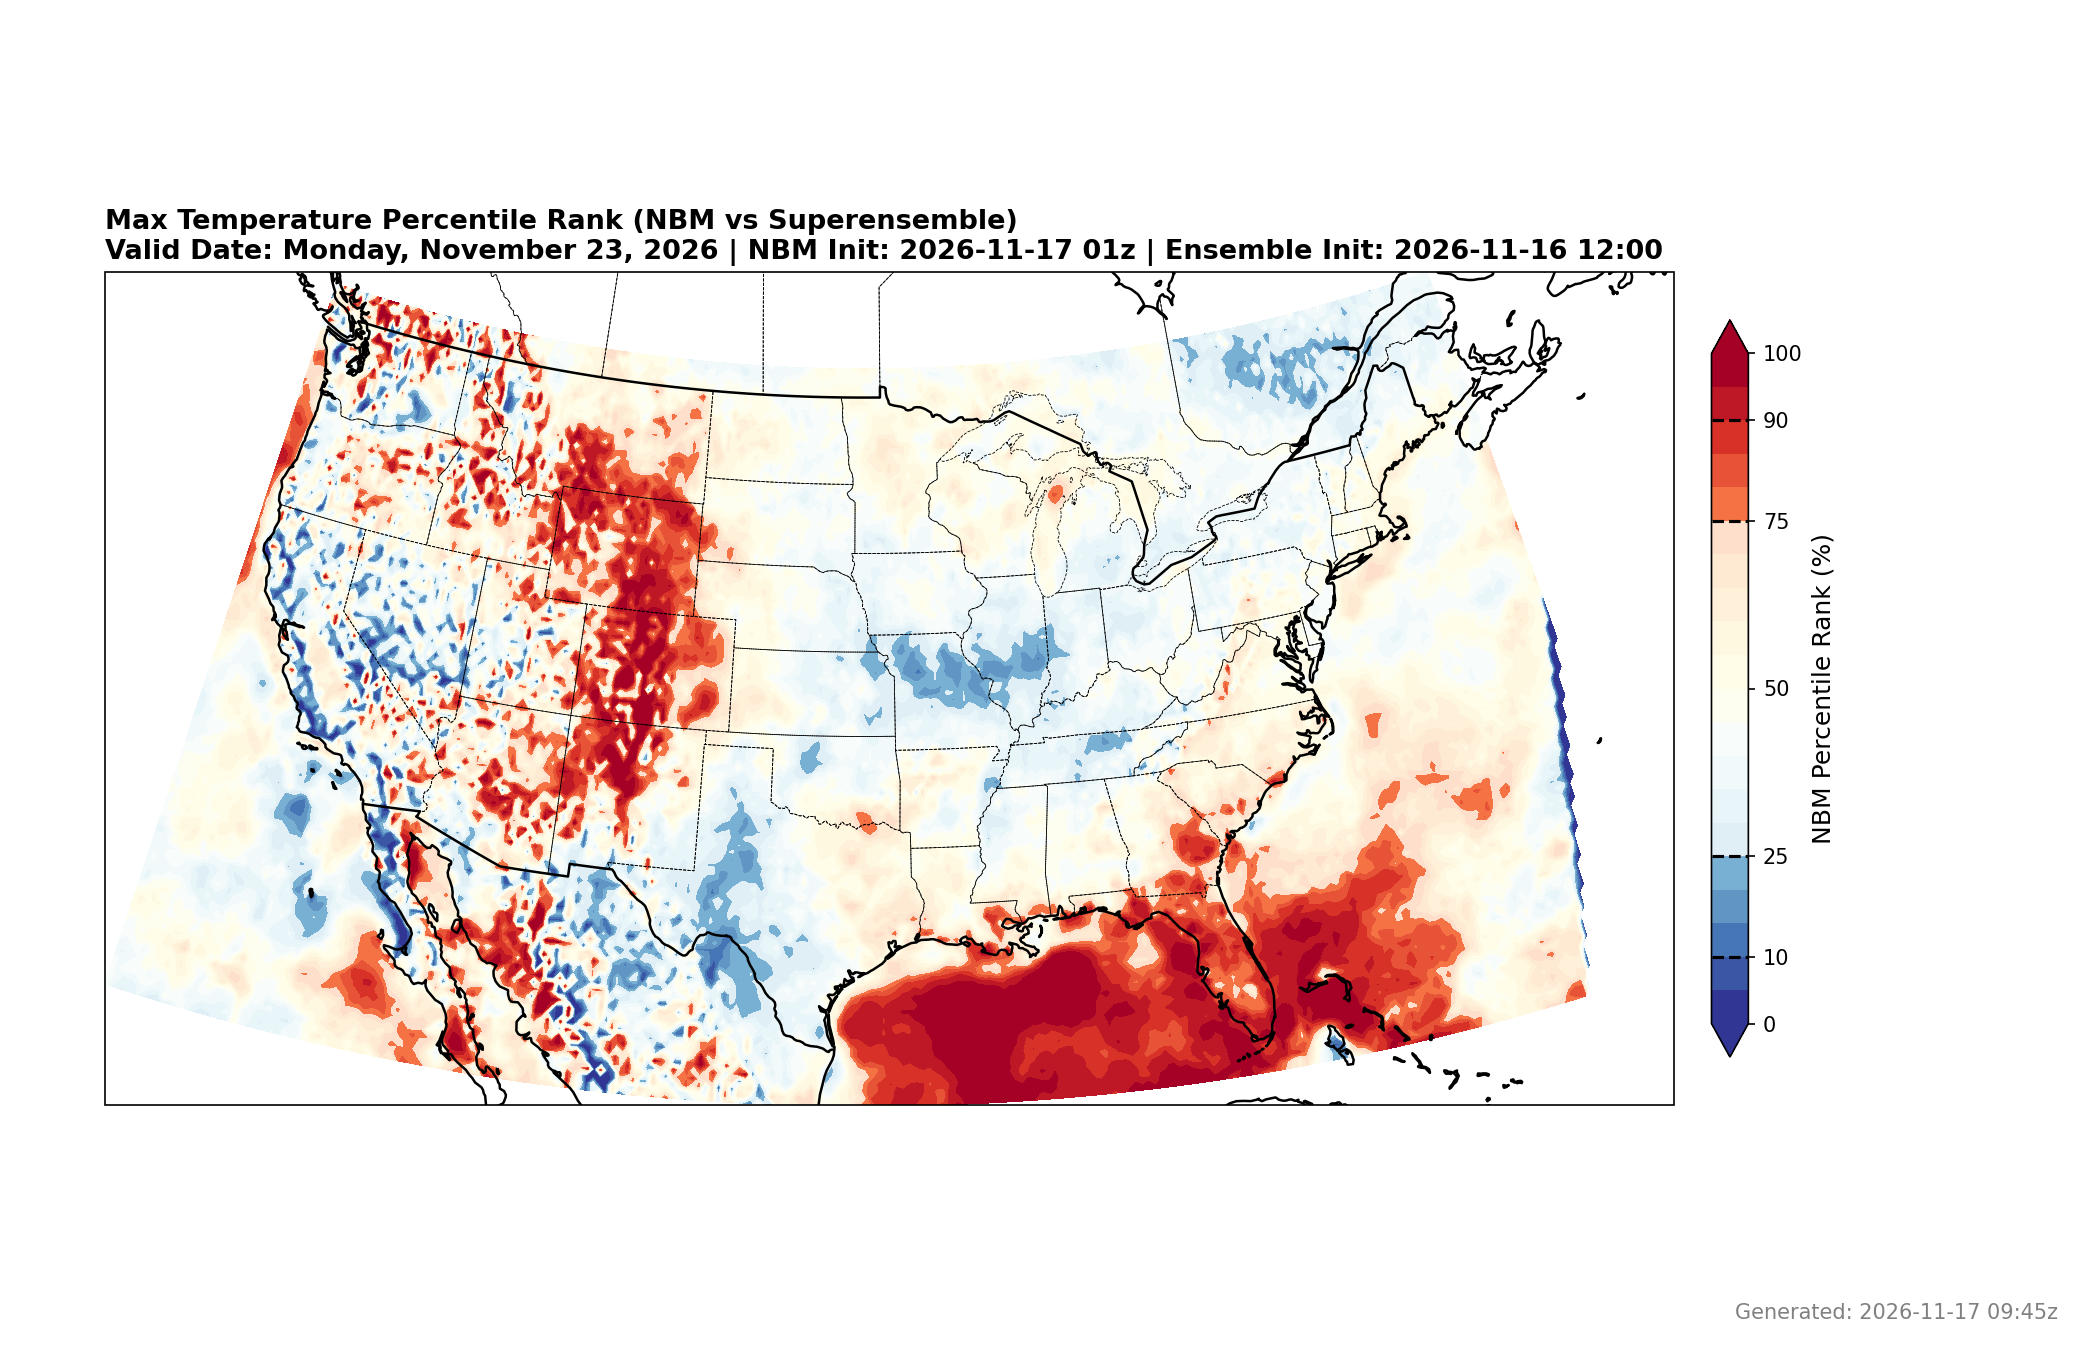 Max Temperature Percentile Rank (NBM vs Superensemble)
Valid Date: Monday, November 23, 2026 | NBM Init: 2026-11-17 01z | Ensemble Init: 2026-11-16 12:00
100
90
75
50
25
10
0
NBM Percentile Rank (%)
Generated: 2026-11-17 09:45z